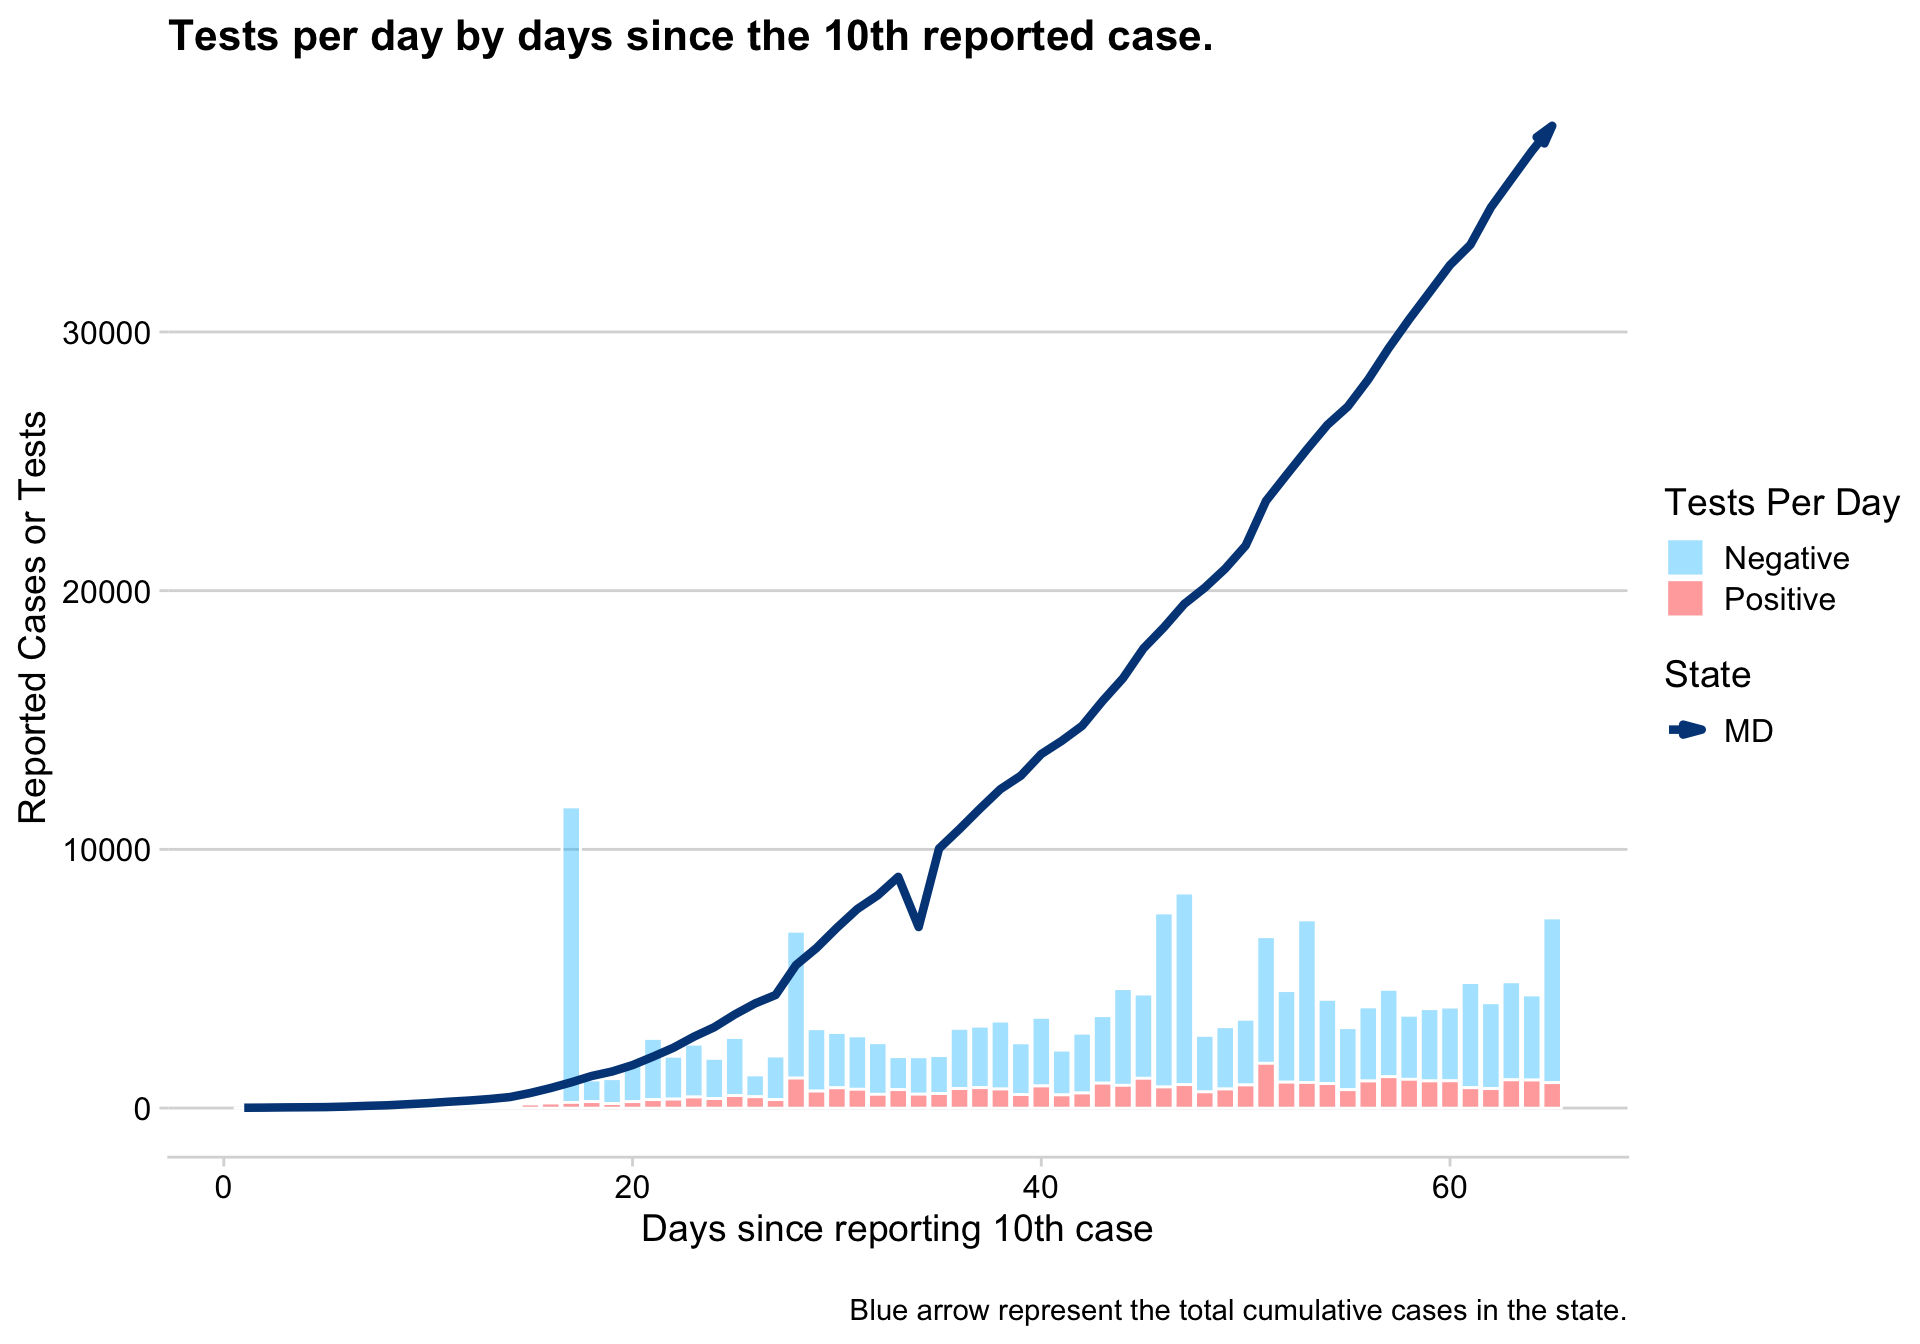 Tests per day by days since the 10th reported case.
30000
20000
10000
0
Reported Cases or Tests
0 20 40 60
Days since reporting 10th case
Tests Per Day
Negative
Positive
State
MD
Blue arrow represent the total cumulative cases in the state.